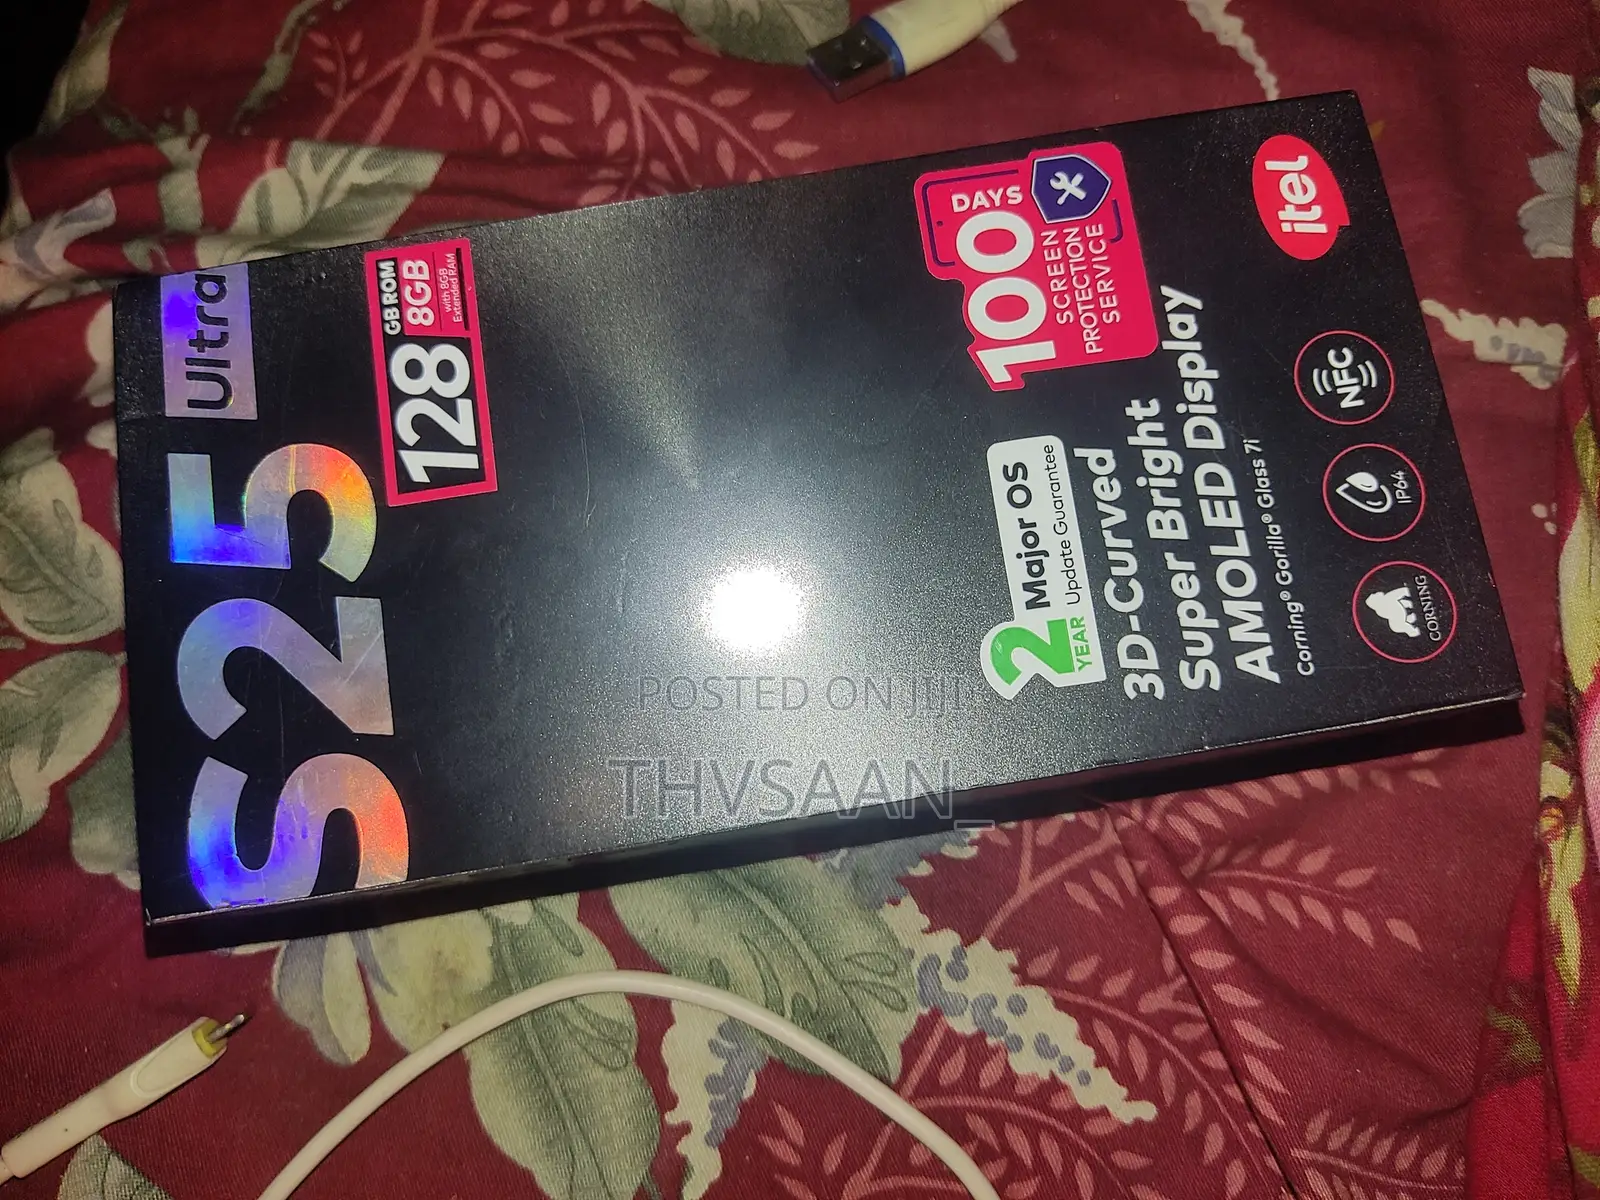 itel
100
DAYS
SCREEN
PROTECTION
SERVICE
2
YEAR
Major OS
Update Guarantee
3D-Curved
Super Bright
AMOLED Display
Corning® Gorilla® Glass 7i
CORNING
IP64
NFC
S25 Ultra
128
GB ROM
8GB
with 8GB
Extended RAM
POSTED ON JIJI
THVSAAN_